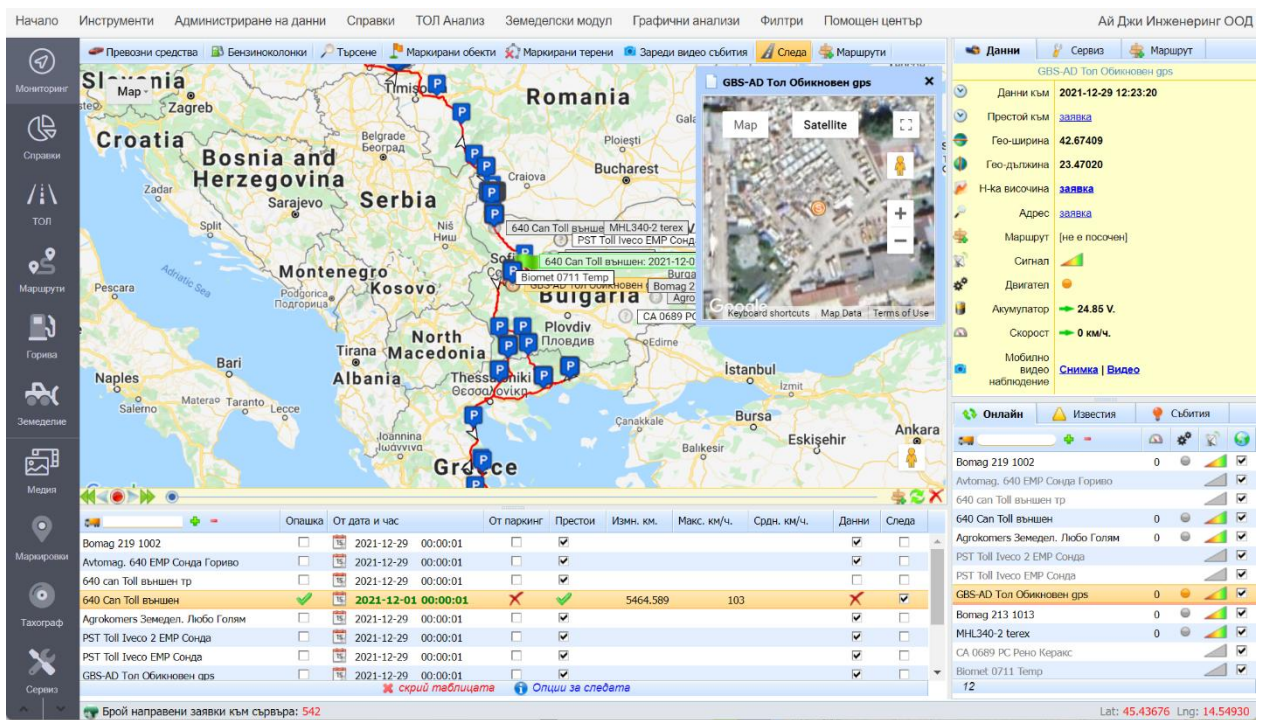 Начало Инструменти Администриране на данни Справки ТОЛ Анализ Земеделски модул Графични анализи Филтри Помощен център Ай Джи Инженеринг ООД
Мониторинг
Справки
ТОЛ
Маршрути
Горива
Земеделие
Медия
Маркировки
Тахограф
Сервиз
Превозни средства Бензиноколонки Търсене Маркирани обекти Маркирани терени Зареди видео събития Следа Маршрути
Map
Zagreb
Croatia
Bosnia and
Herzegovina
Belgrade
Београд
Romania
Ploiești
Craiova
Bucharest
Zadar
Sarajevo
Serbia
Split
Niš
Ниш
640 Can Toll външе MHL340-2 terex
PST Toll Iveco EMP Сонд
640 Can Toll външен: 2021-12-0
Biomet 0711 Temp
Bomag 2
Agro
CA 0689 PC
Adriatic Sea
Montenegro
Podgorica
Подгорица
Kosovo
Bulgaria
Pescara
North
Macedonia
Plovdiv
Пловдив
Edirne
Tirana
Bari
Albania
İstanbul
Izmit
Naples
Salerno
Matera Taranto
Lecce
Çanakkale
Bursa
Balıkesir
Eskişehir
Ankara
Ioannina
Ιωάννινα
Greece
GBS-AD Тол Обикновен gps
Map Satellite
Google
Keyboard shortcuts Map Data Terms of Use
Опашка От дата и час От паркинг Престои Измн. км. Макс. км/ч. Срдн. км/ч. Данни Следа
Bomag 219 1002 2021-12-29 00:00:01
Avtomag. 640 EMP Сонда Гориво 2021-12-29 00:00:01
640 can Toll външен тр 2021-12-29 00:00:01
640 Can Toll външен 2021-12-01 00:00:01 5464.589 103
Agrokomers Земедел. Любо Голям 2021-12-29 00:00:01
PST Toll Iveco 2 EMP Сонда 2021-12-29 00:00:01
PST Toll Iveco EMP Сонда 2021-12-29 00:00:01
GBS-AD Тол Обикновен gps 2021-12-29 00:00:01
скрий таблицата Опции за следата
Данни Сервиз Маршрут
GBS-AD Тол Обикновен gps
Данни към 2021-12-29 12:23:20
Престой към заявка
Гео-ширина 42.67409
Гео-дължина 23.47020
Н-ка височина заявка
Адрес заявка
Маршрут [не е посочен]
Сигнал
Двигател
Акумулатор 24.85 V.
Скорост 0 км/ч.
Мобилно
видео
наблюдение Снимка | Видео
Онлайн Известия Събития
Bomag 219 1002 0
Avtomag. 640 EMP Сонда Гориво
640 can Toll външен тр
640 Can Toll външен 0
Agrokomers Земедел. Любо Голям 0
PST Toll Iveco 2 EMP Сонда
PST Toll Iveco EMP Сонда
GBS-AD Тол Обикновен gps 0
Bomag 213 1013 0
MHL340-2 terex 0
CA 0689 PC Рено Керакс
Biomet 0711 Temp
12
Брой направени заявки към сървъра: 542 Lat: 45.43676 Lng: 14.54930